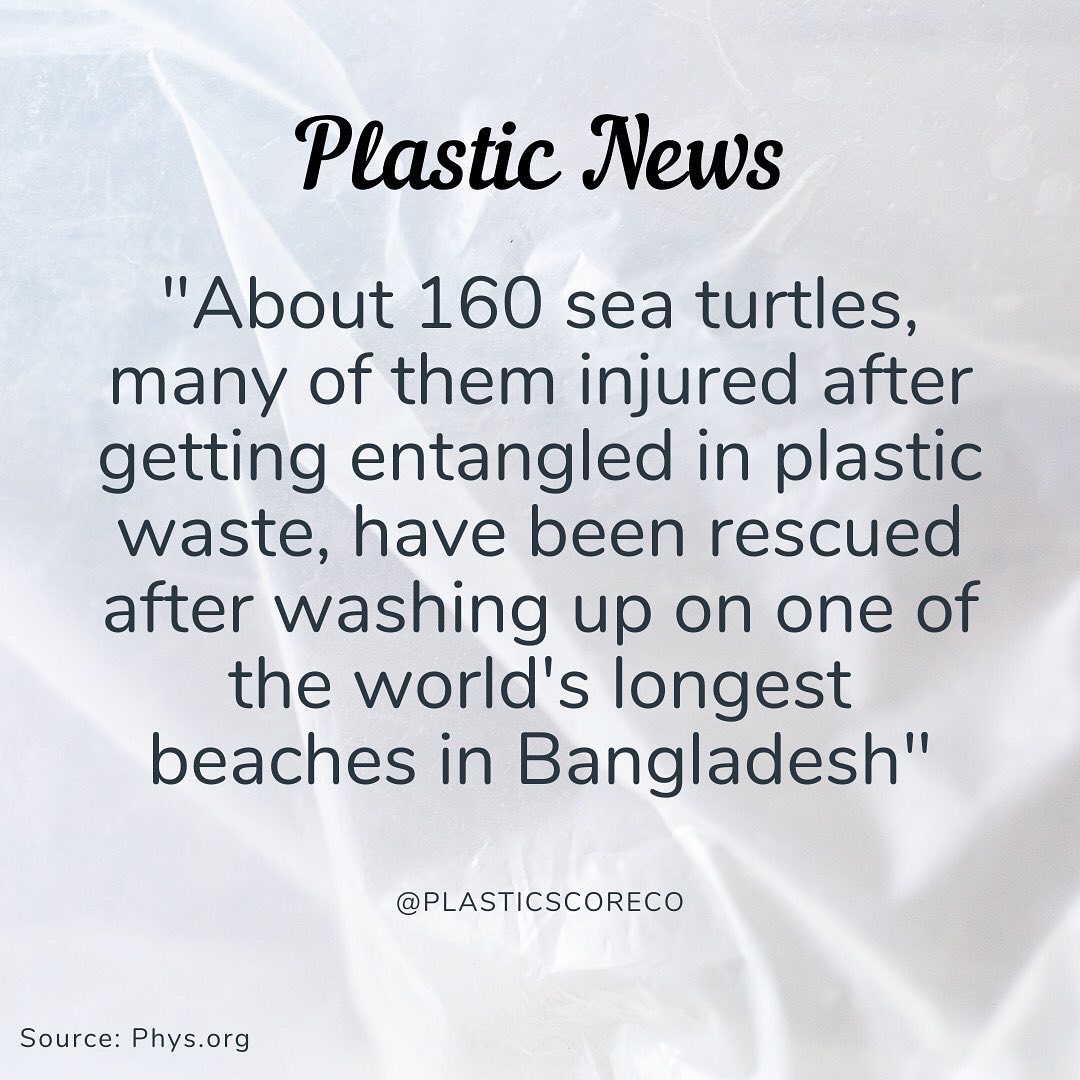 Plastic News
"About 160 sea turtles,
many of them injured after
getting entangled in plastic
waste, have been rescued
after washing up on one of
the world's longest
beaches in Bangladesh"
@PLASTICSCORECO
Source: Phys.org